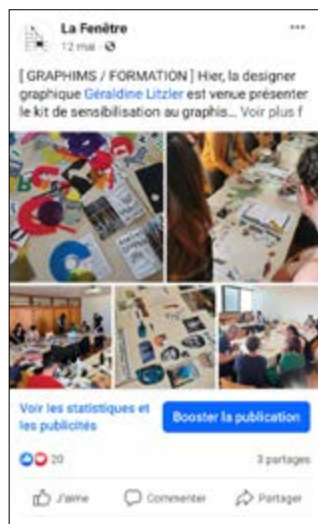 La Fenêtre
12 mai
[ GRAPHIMS / FORMATION ] Hier, la designer
graphique Géraldine Litzler est venue présenter
le kit de sensibilisation au graphis... Voir plus f
Voir les statistiques et
les publicités
Booster la publication
20
3 partages
J'aime
Commenter
Partager